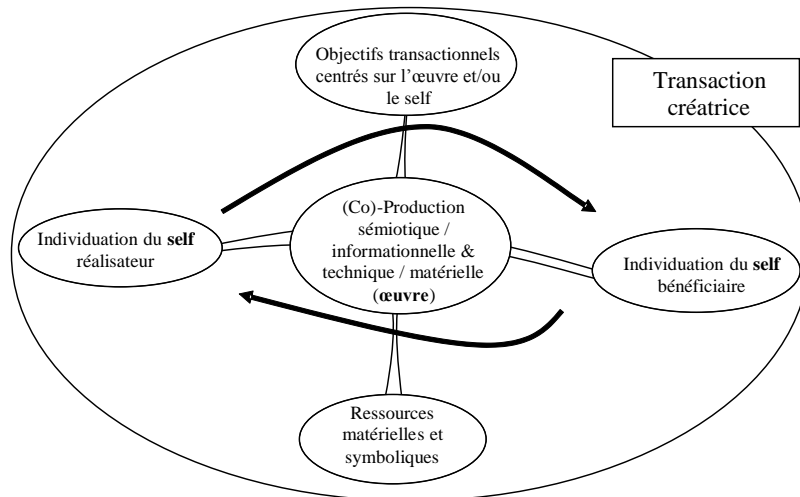 Objectifs transactionnels
centrés sur l’œuvre et/ou
le self
Transaction
créatrice
(Co)-Production
sémiotique /
informationnelle &
technique / matérielle
(œuvre)
Individuation du self
réalisateur
Individuation du self
bénéficiaire
Ressources
matérielles et
symboliques